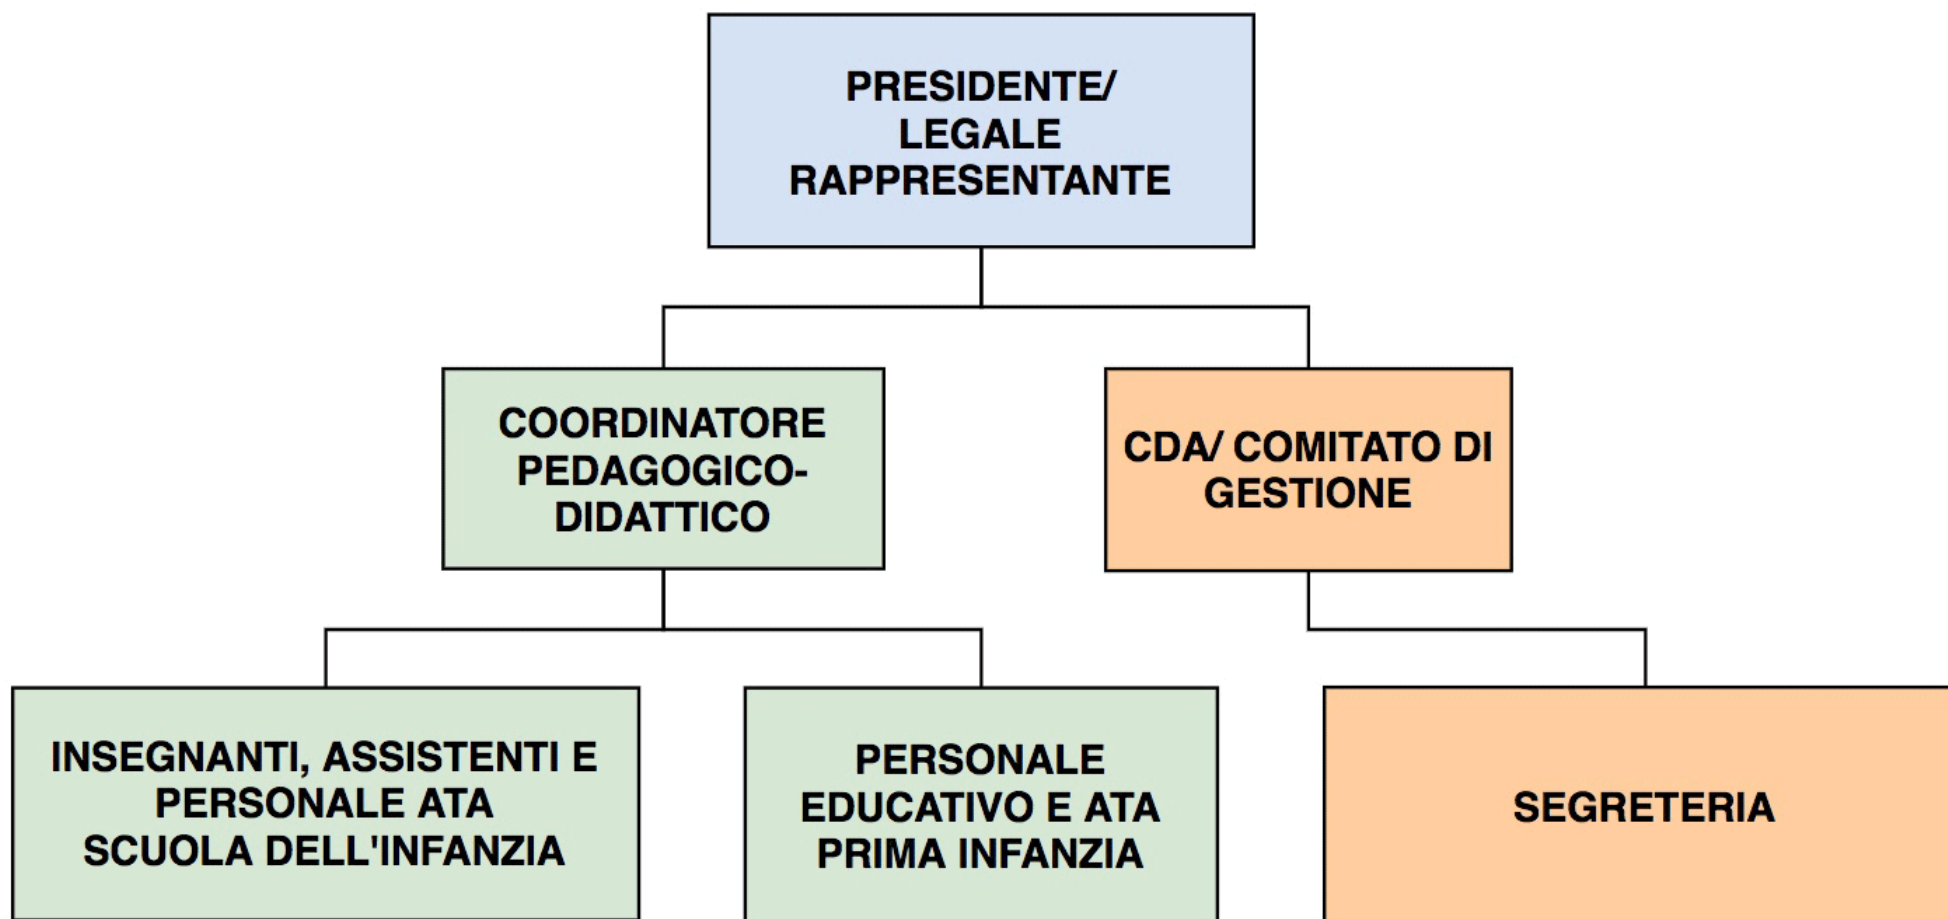 PRESIDENTE/
LEGALE
RAPPRESENTANTE
COORDINATORE
PEDAGOGICO-
DIDATTICO
CDA/ COMITATO DI
GESTIONE
INSEGNANTI, ASSISTENTI E
PERSONALE ATA
SCUOLA DELL'INFANZIA
PERSONALE
EDUCATIVO E ATA
PRIMA INFANZIA
SEGRETERIA